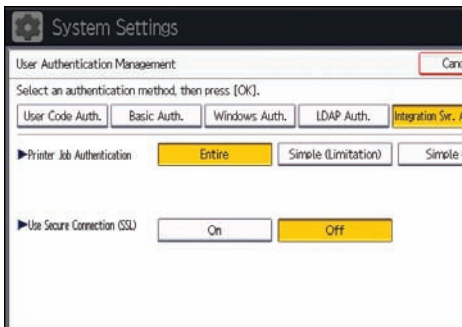 System Settings
User Authentication Management Canc
Select an authentication method, then press [OK].
User Code Auth. Basic Auth. Windows Auth. LDAP Auth. Integration Svr. A
▶Printer Job Authentication Entire Simple (Limitation) Simple
▶Use Secure Connection (SSL) On Off